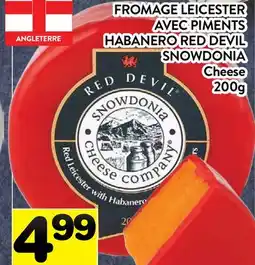 FROMAGE LEICESTER
AVEC PIMENTS
HABANERO RED DEVIL
SNOWDONIA
Cheese
200g
ANGLETERRE
RED DEVIL
SNOWDONIA
CHEESE COMPANY
Red Leicester with Habanero
4.99